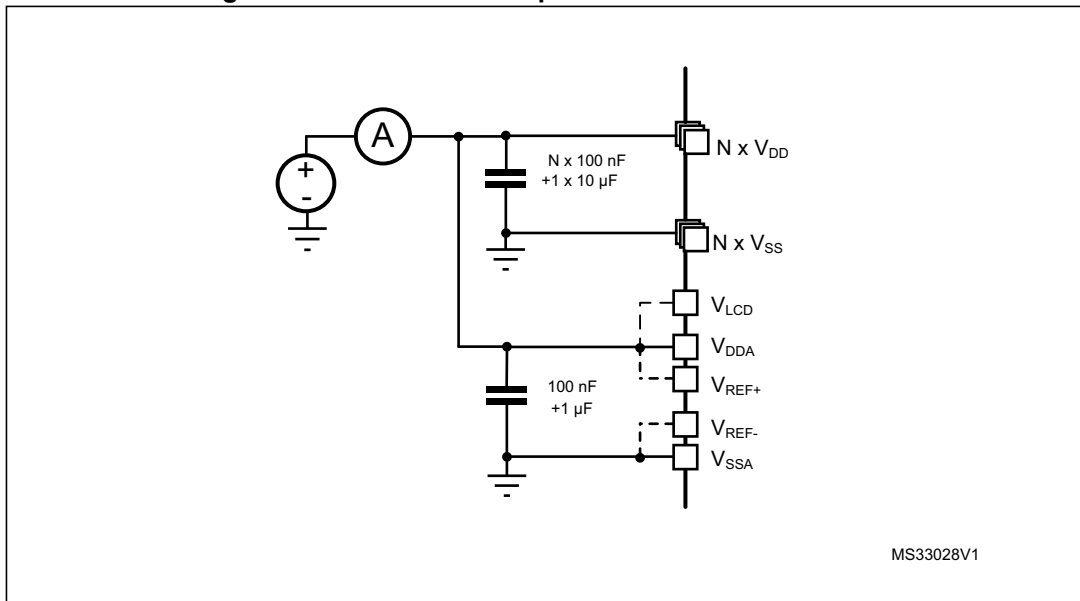 A
+
-
N x 100 nF
+1 x 10 µF
N x VDD
N x VSS
VLCD
VDDA
VREF+
100 nF
+1 µF
VREF-
VSSA
MS33028V1